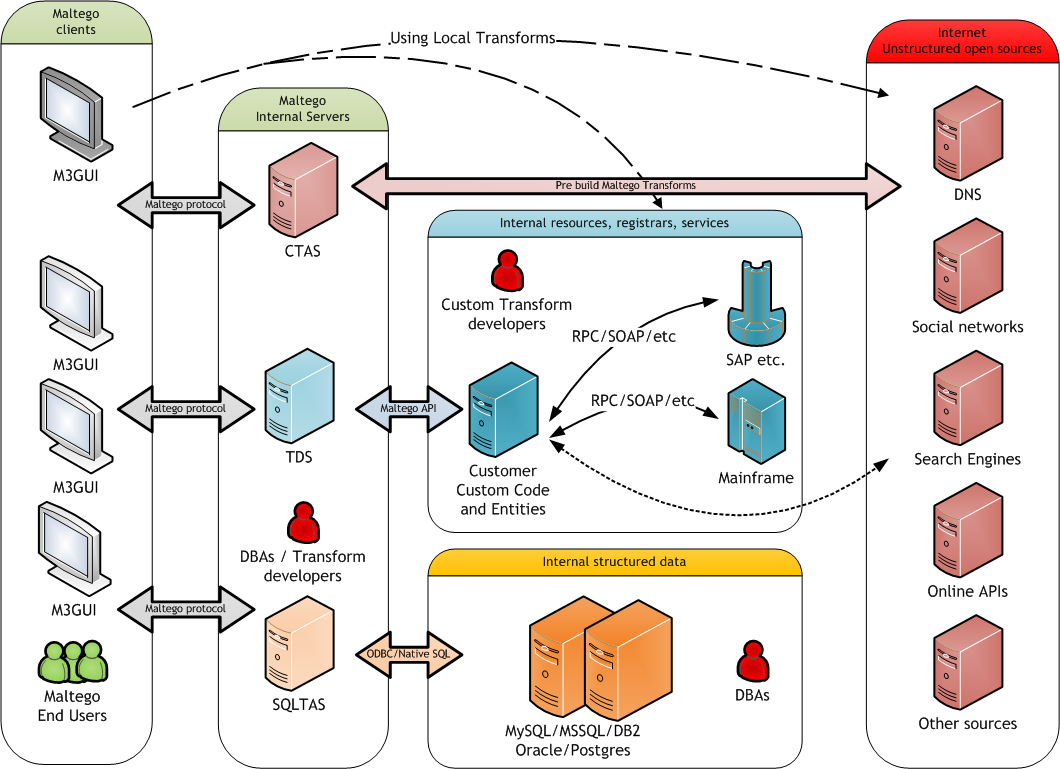 Maltego
clients
M3GUI
M3GUI
M3GUI
M3GUI
Maltego
End Users
Using Local Transforms
Maltego protocol
Maltego protocol
Maltego protocol
Maltego
Internal Servers
CTAS
TDS
DBAs / Transform
developers
SQLTAS
Pre build Maltego Transforms
Maltego API
ODBC/Native SQL
Internal resources, registrars, services
Custom Transform
developers
RPC/SOAP/etc
SAP etc.
RPC/SOAP/etc
Mainframe
Customer
Custom Code
and Entities
Internal structured data
MySQL/MSSQL/DB2
Oracle/Postgres
DBAs
Internet
Unstructured open sources
DNS
Social networks
Search Engines
Online APIs
Other sources